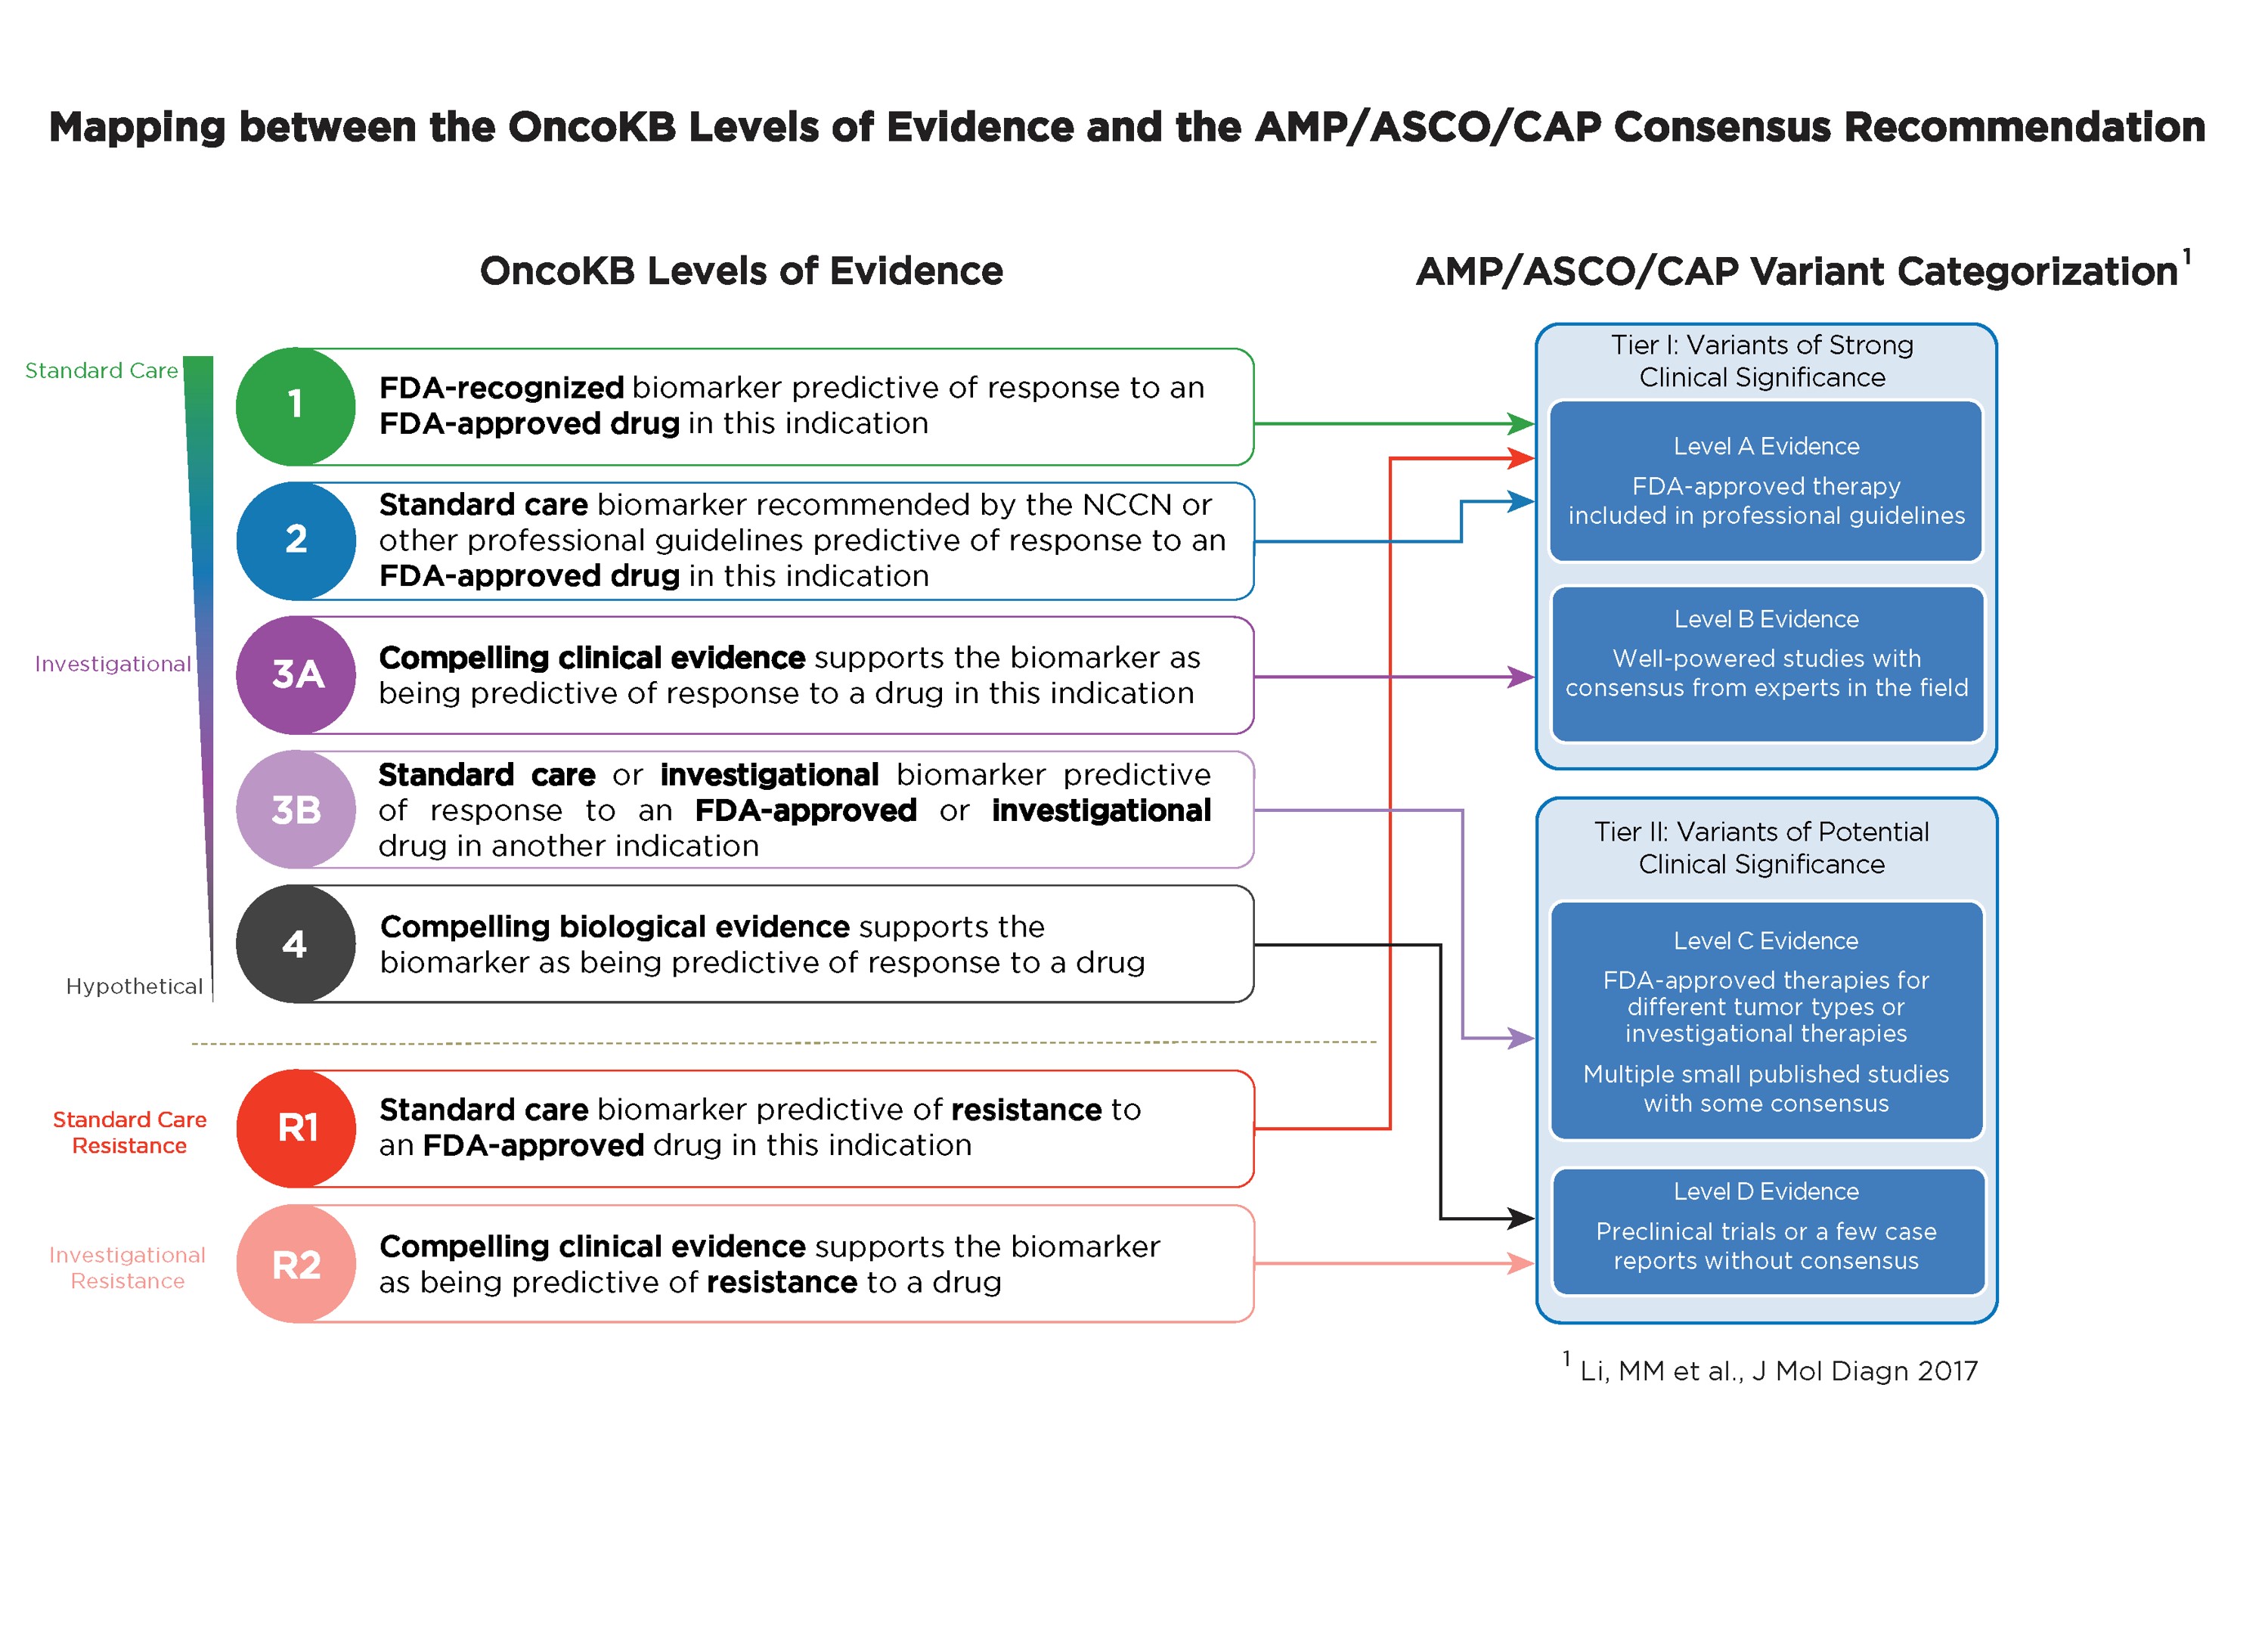 Mapping between the OncoKB Levels of Evidence and the AMP/ASCO/CAP Consensus Recommendation
OncoKB Levels of Evidence
Standard Care
Investigational
Hypothetical
1
FDA-recognized biomarker predictive of response to an
FDA-approved drug in this indication
2
Standard care biomarker recommended by the NCCN or
other professional guidelines predictive of response to an
FDA-approved drug in this indication
3A
Compelling clinical evidence supports the biomarker as
being predictive of response to a drug in this indication
3B
Standard care or investigational biomarker predictive
of response to an FDA-approved or investigational
drug in another indication
4
Compelling biological evidence supports the
biomarker as being predictive of response to a drug
Standard Care
Resistance
R1
Standard care biomarker predictive of resistance to
an FDA-approved drug in this indication
Investigational
Resistance
R2
Compelling clinical evidence supports the biomarker
as being predictive of resistance to a drug
AMP/ASCO/CAP Variant Categorization¹
Tier I: Variants of Strong
Clinical Significance
Level A Evidence
FDA-approved therapy
included in professional guidelines
Level B Evidence
Well-powered studies with
consensus from experts in the field
Tier II: Variants of Potential
Clinical Significance
Level C Evidence
FDA-approved therapies for
different tumor types or
investigational therapies
Multiple small published studies
with some consensus
Level D Evidence
Preclinical trials or a few case
reports without consensus
¹ Li, MM et al., J Mol Diagn 2017